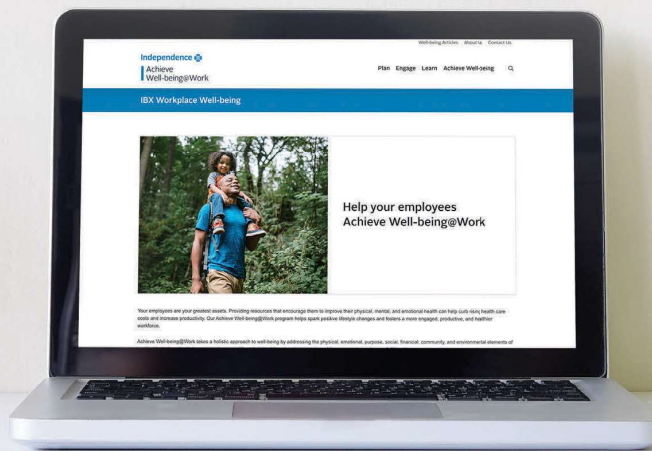 Well-being Articles About Us Contact Us
Independence
Achieve
Well-being@Work
Plan Engage Learn Achieve Well-being
IBX Workplace Well-being
Help your employees
Achieve Well-being@Work
Your employees are your greatest assets. Providing resources that encourage them to improve their physical, mental, and emotional health can help curb rising health care
costs and increase productivity. Our Achieve Well-being@Work program helps spark positive lifestyle changes and fosters a more engaged, productive, and healthier
workforce.
Achieve Well-being@Work takes a holistic approach to well-being by addressing the physical, emotional, purpose, social, financial, community, and environmental elements of